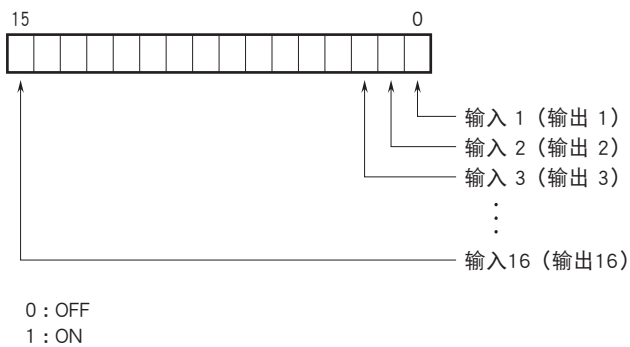 15 0
输入 1（输出 1）
输入 2（输出 2）
输入 3（输出 3）
输入16（输出16）
0：OFF
1：ON